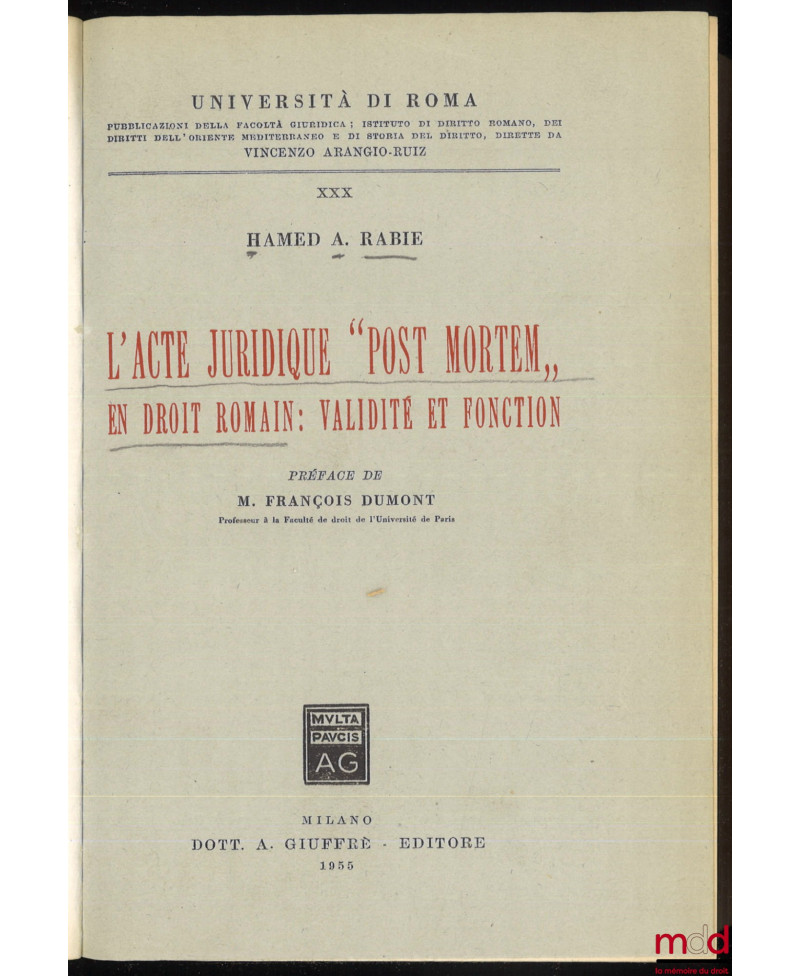 UNIVERSITÀ DI ROMA
PUBBLICAZIONI DELLA FACOLTÀ GIURIDICA; ISTITUTO DI DIRITTO ROMANO, DEI
DIRITTI DELL'ORIENTE MEDITERRANEO E DI STORIA DEL DIRITTO, DIRETTE DA
VINCENZO ARANGIO-RUIZ
XXX
HAMED A. RABIE
L'ACTE JURIDIQUE “POST MORTEM„
EN DROIT ROMAIN: VALIDITÉ ET FONCTION
PRÉFACE DE
M. FRANÇOIS DUMONT
Professeur à la Faculté de droit de l'Université de Paris
MVLTA
PAVCIS
AG
MILANO
DOTT. A. GIUFFRÈ - EDITORE
1955
mdd
la mémoire du droit